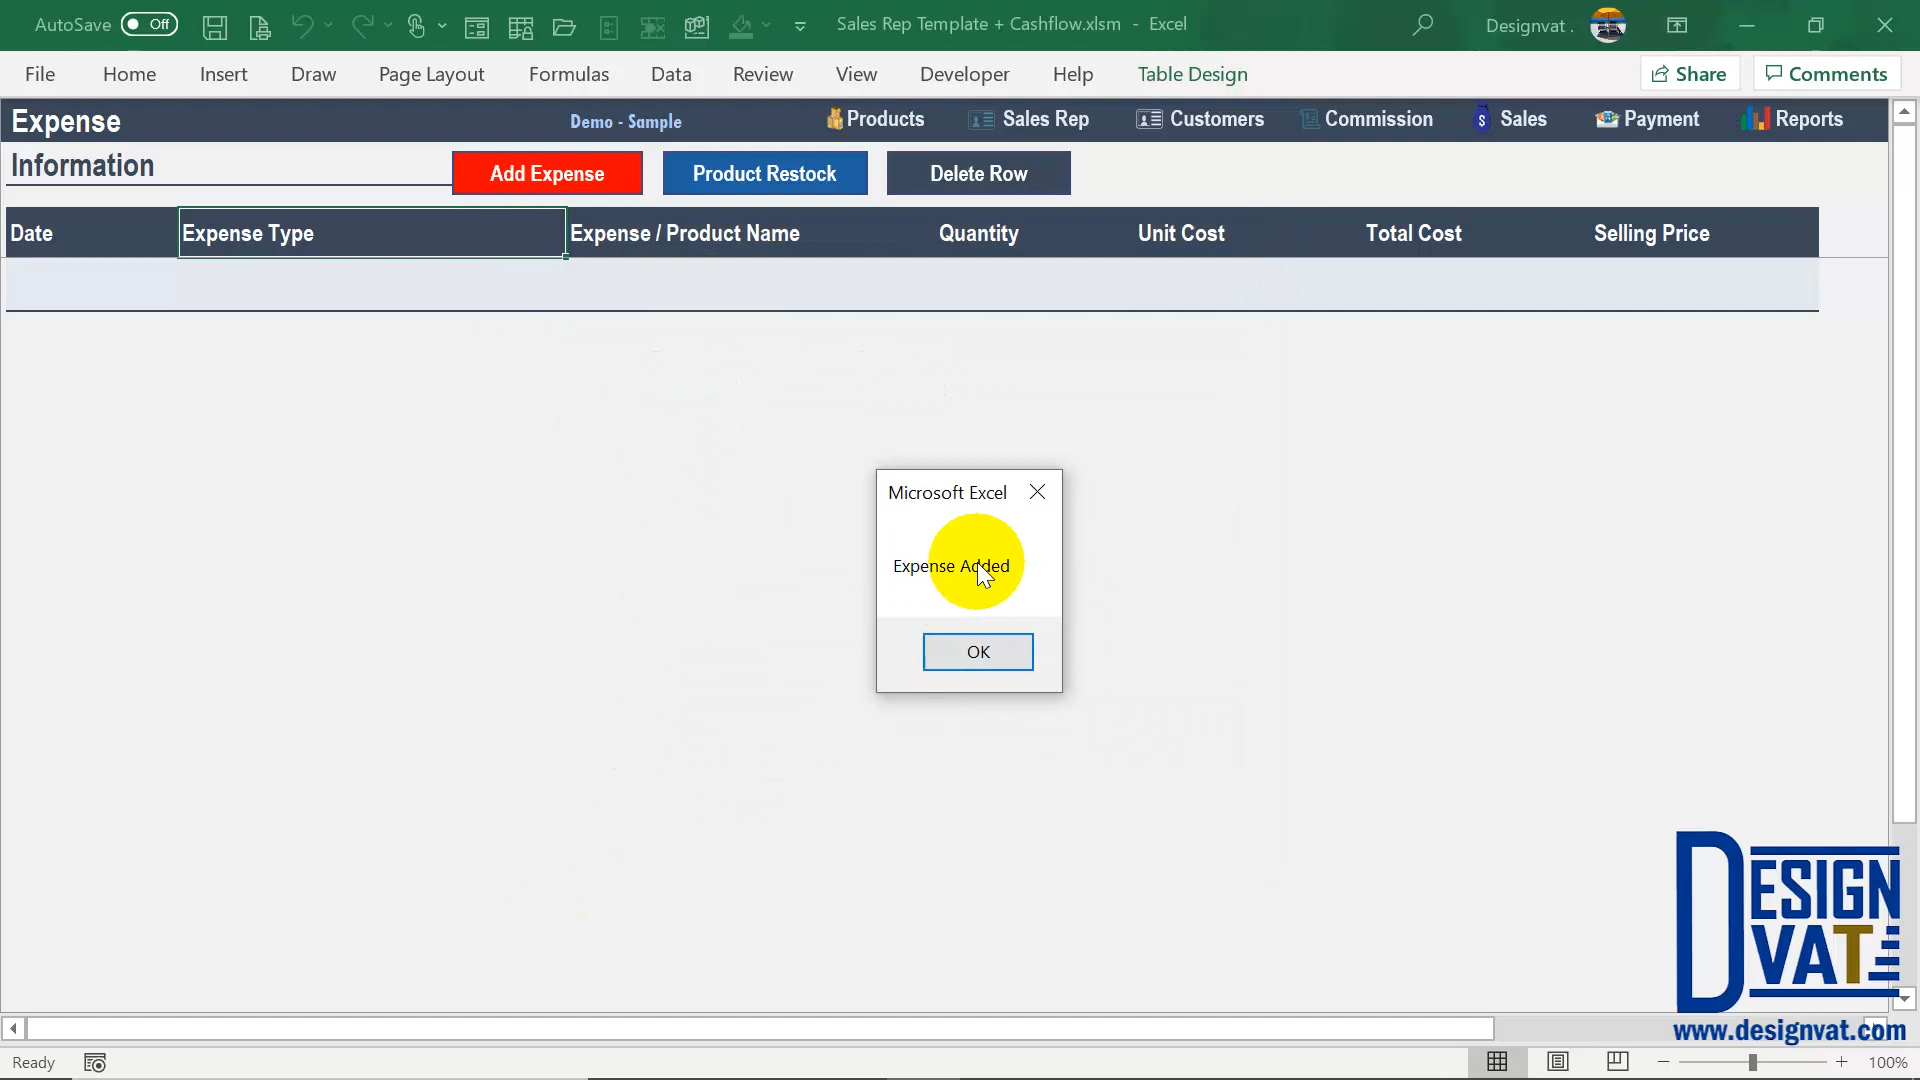 AutoSave Off Sales Rep Template + Cashflow.xlsm - Excel Designvat .
File Home Insert Draw Page Layout Formulas Data Review View Developer Help Table Design Share Comments
Expense Demo - Sample Products Sales Rep Customers Commission $ Sales Payment Reports
Information Add Expense Product Restock Delete Row
Date Expense Type Expense / Product Name Quantity Unit Cost Total Cost Selling Price
Microsoft Excel
Expense Added
OK
DESIGN
VAT
www.designvat.com
Ready 100%